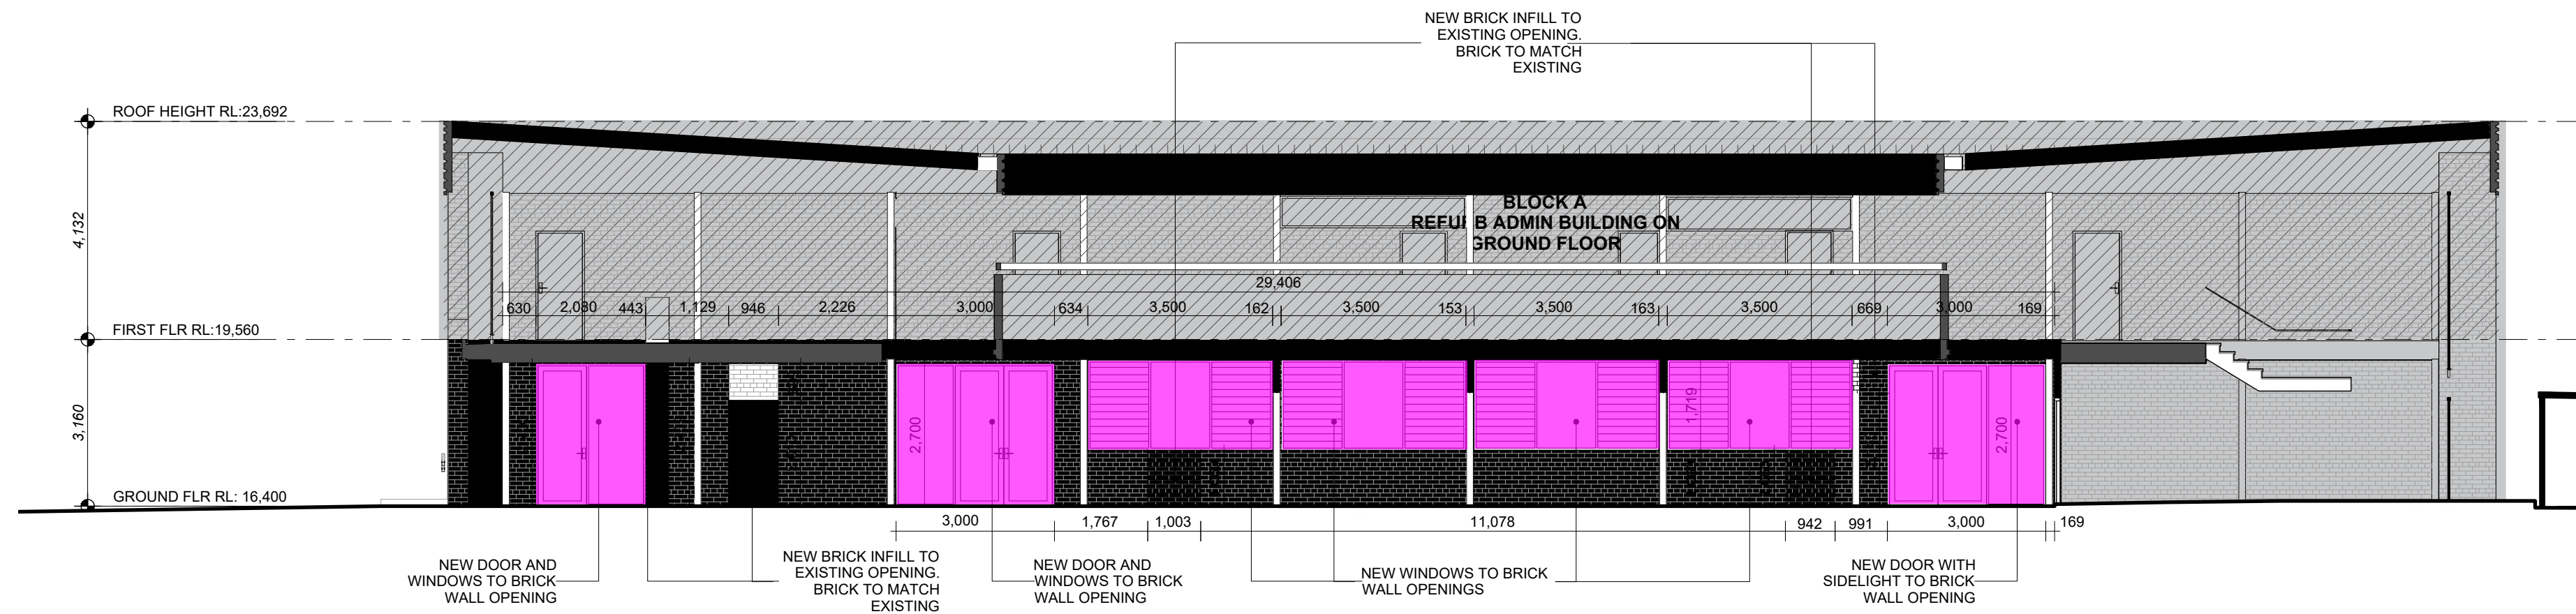 NEW BRICK INFILL TO
EXISTING OPENING.
BRICK TO MATCH
EXISTING
ROOF HEIGHT RL:23,692
4,132
BLOCK A
REFUI B ADMIN BUILDING ON
GROUND FLOOR
29,406
630 2,080 443 1,129 946 2,226 3,000 634 3,500 162 3,500 153 3,500 163 3,500 669 3,000 169
FIRST FLR RL:19,560
3,160
2,700
1,719
2,700
GROUND FLR RL: 16,400
3,000 1,767 1,003 11,078 942 991 3,000 169
NEW DOOR AND
WINDOWS TO BRICK
WALL OPENING
NEW BRICK INFILL TO
EXISTING OPENING.
BRICK TO MATCH
EXISTING
NEW DOOR AND
WINDOWS TO BRICK
WALL OPENING
NEW WINDOWS TO BRICK
WALL OPENINGS
NEW DOOR WITH
SIDELIGHT TO BRICK
WALL OPENING